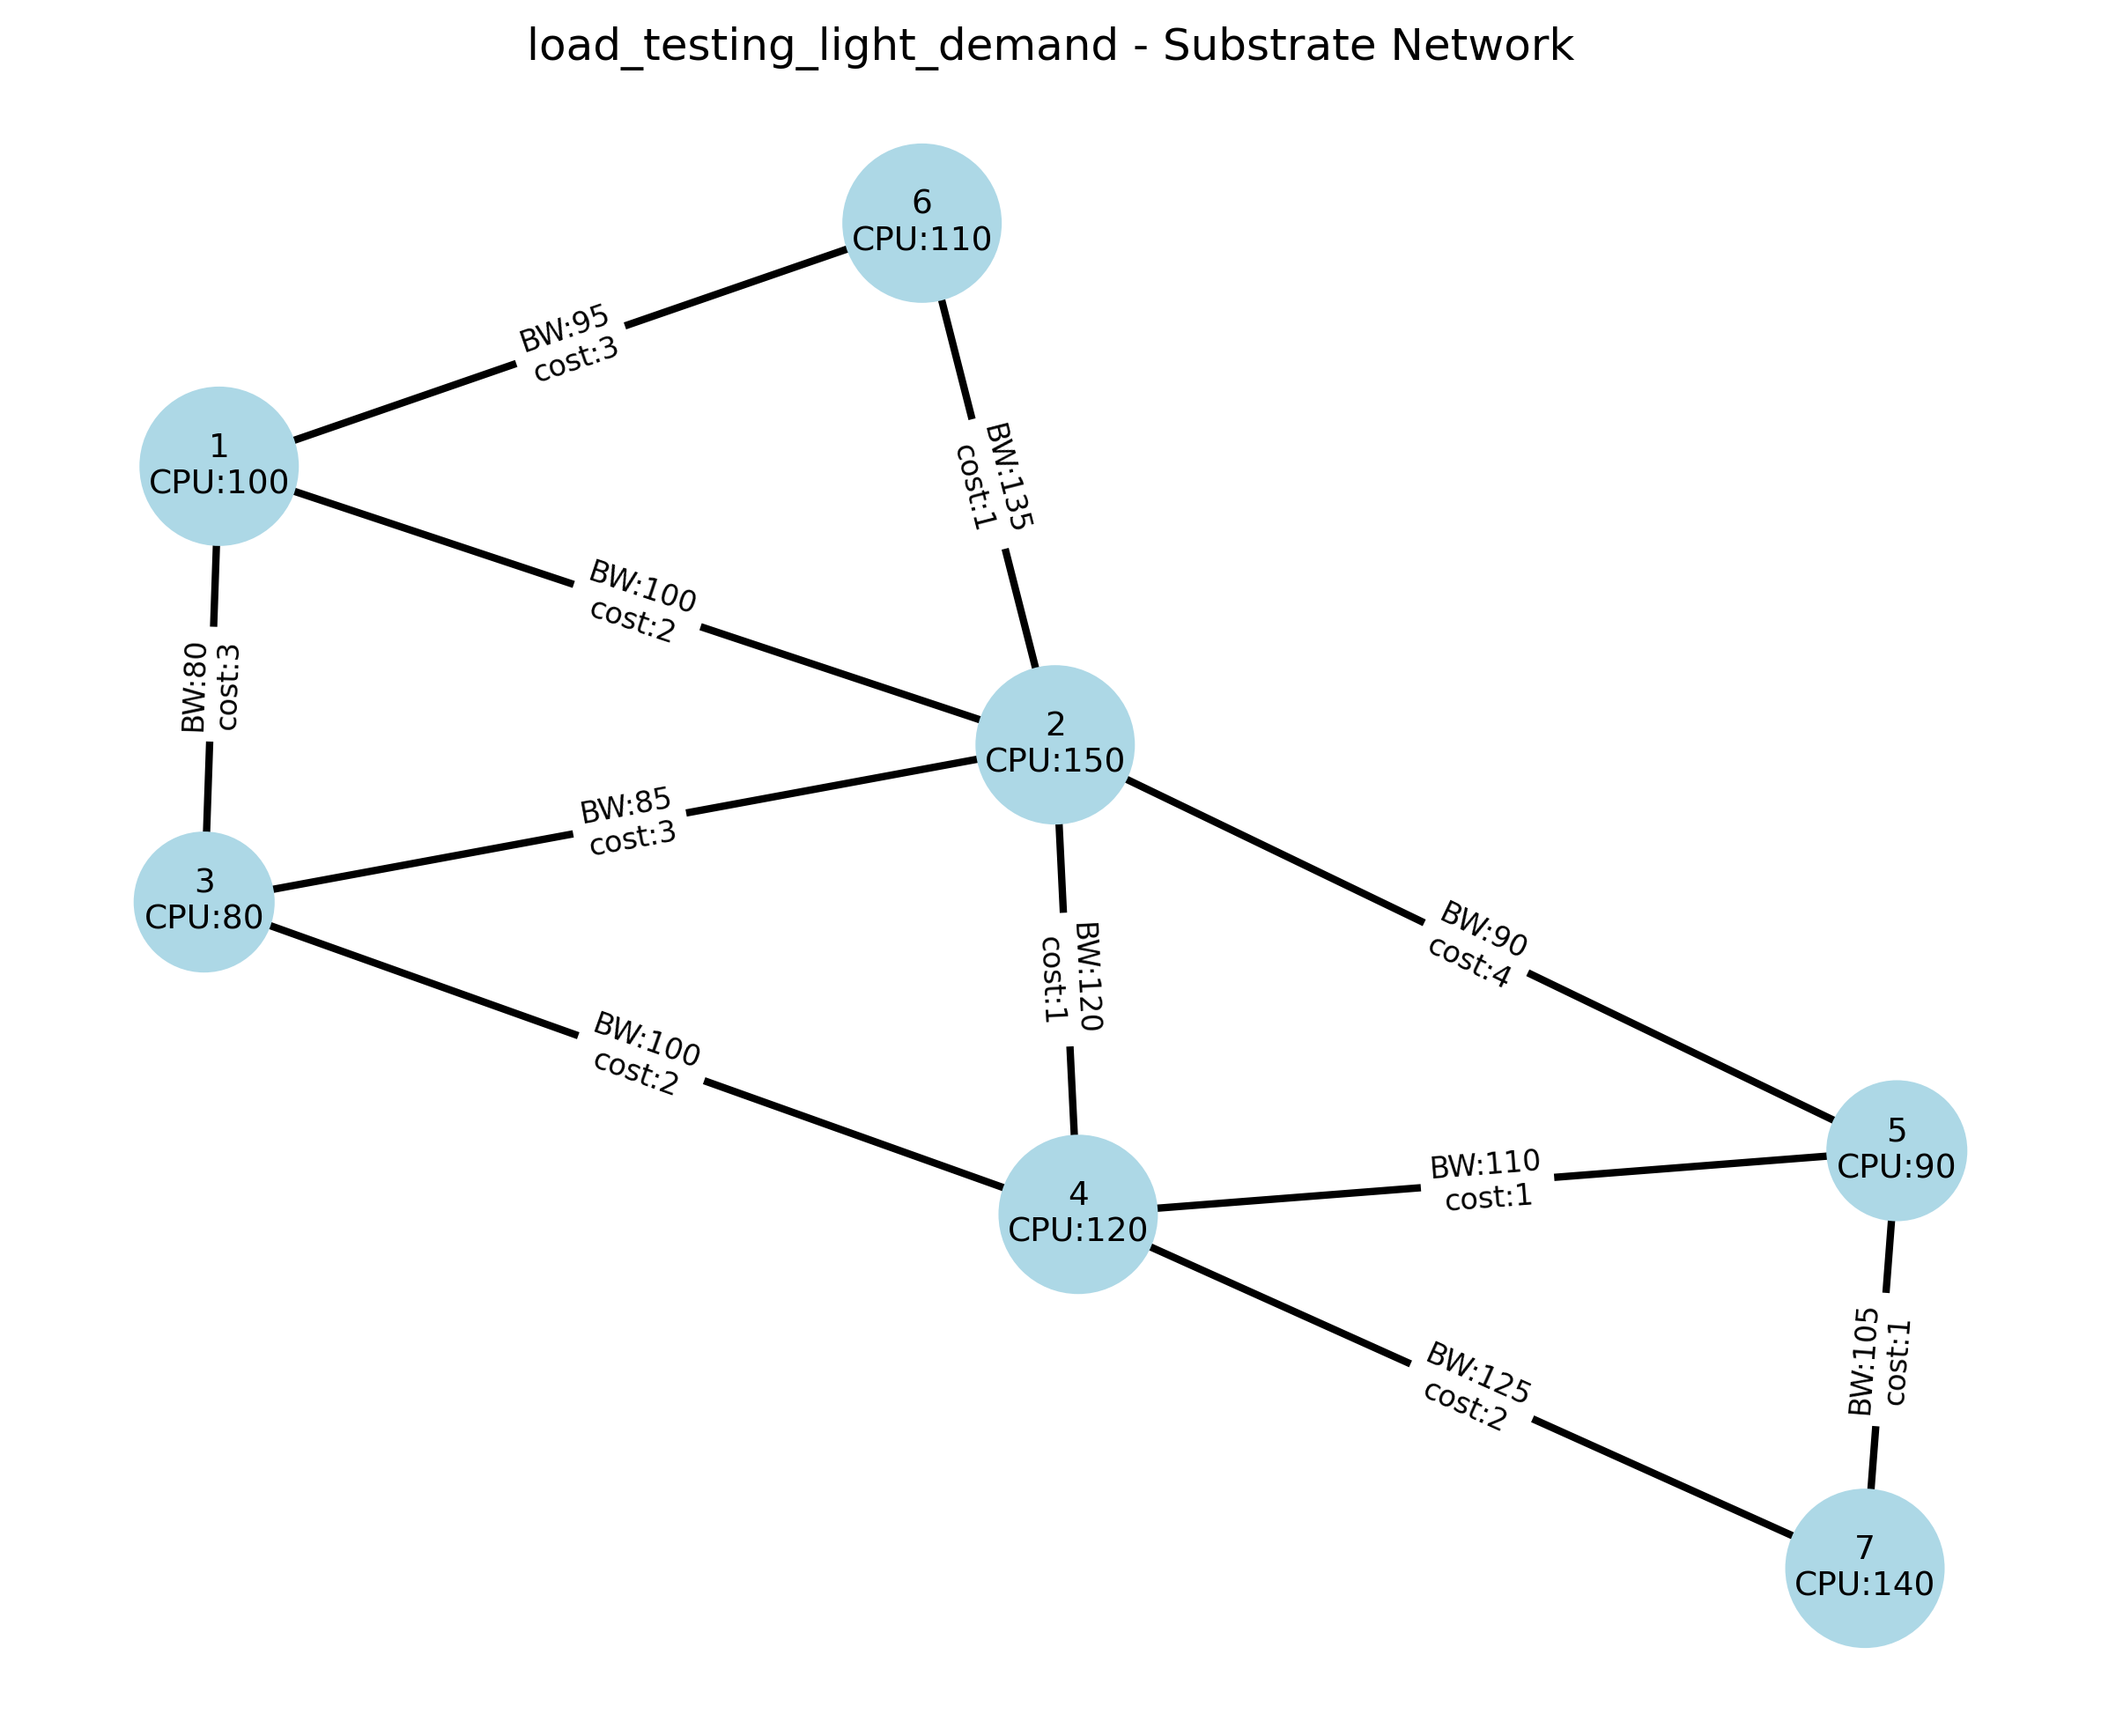 load_testing_light_demand - Substrate Network
6
CPU:110
BW:95
cost:3
1
CPU:100
BW:135
cost:1
BW:100
cost:2
BW:80
cost:3
2
CPU:150
BW:85
cost:3
3
CPU:80
BW:90
cost:4
BW:120
cost:1
BW:100
cost:2
5
CPU:90
BW:110
cost:1
4
CPU:120
BW:105
cost:1
BW:125
cost:2
7
CPU:140